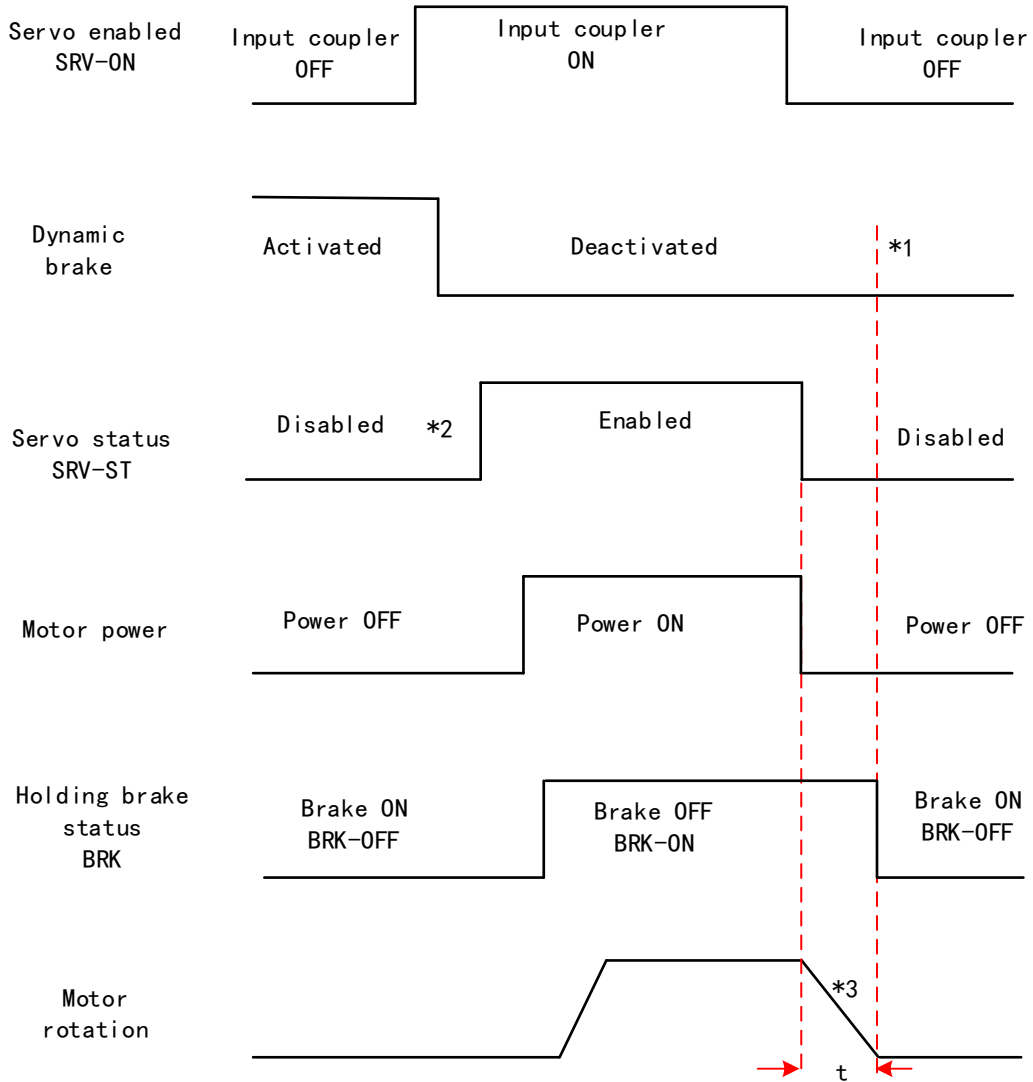 Servo enabled
SRV-ON
Input coupler
OFF
Input coupler
ON
Input coupler
OFF
Dynamic
brake
Activated
Deactivated
*1
Servo status
SRV-ST
Disabled
*2
Enabled
Disabled
Motor power
Power OFF
Power ON
Power OFF
Holding brake
status
BRK
Brake ON
BRK-OFF
Brake OFF
BRK-ON
Brake ON
BRK-OFF
Motor
rotation
*3
t